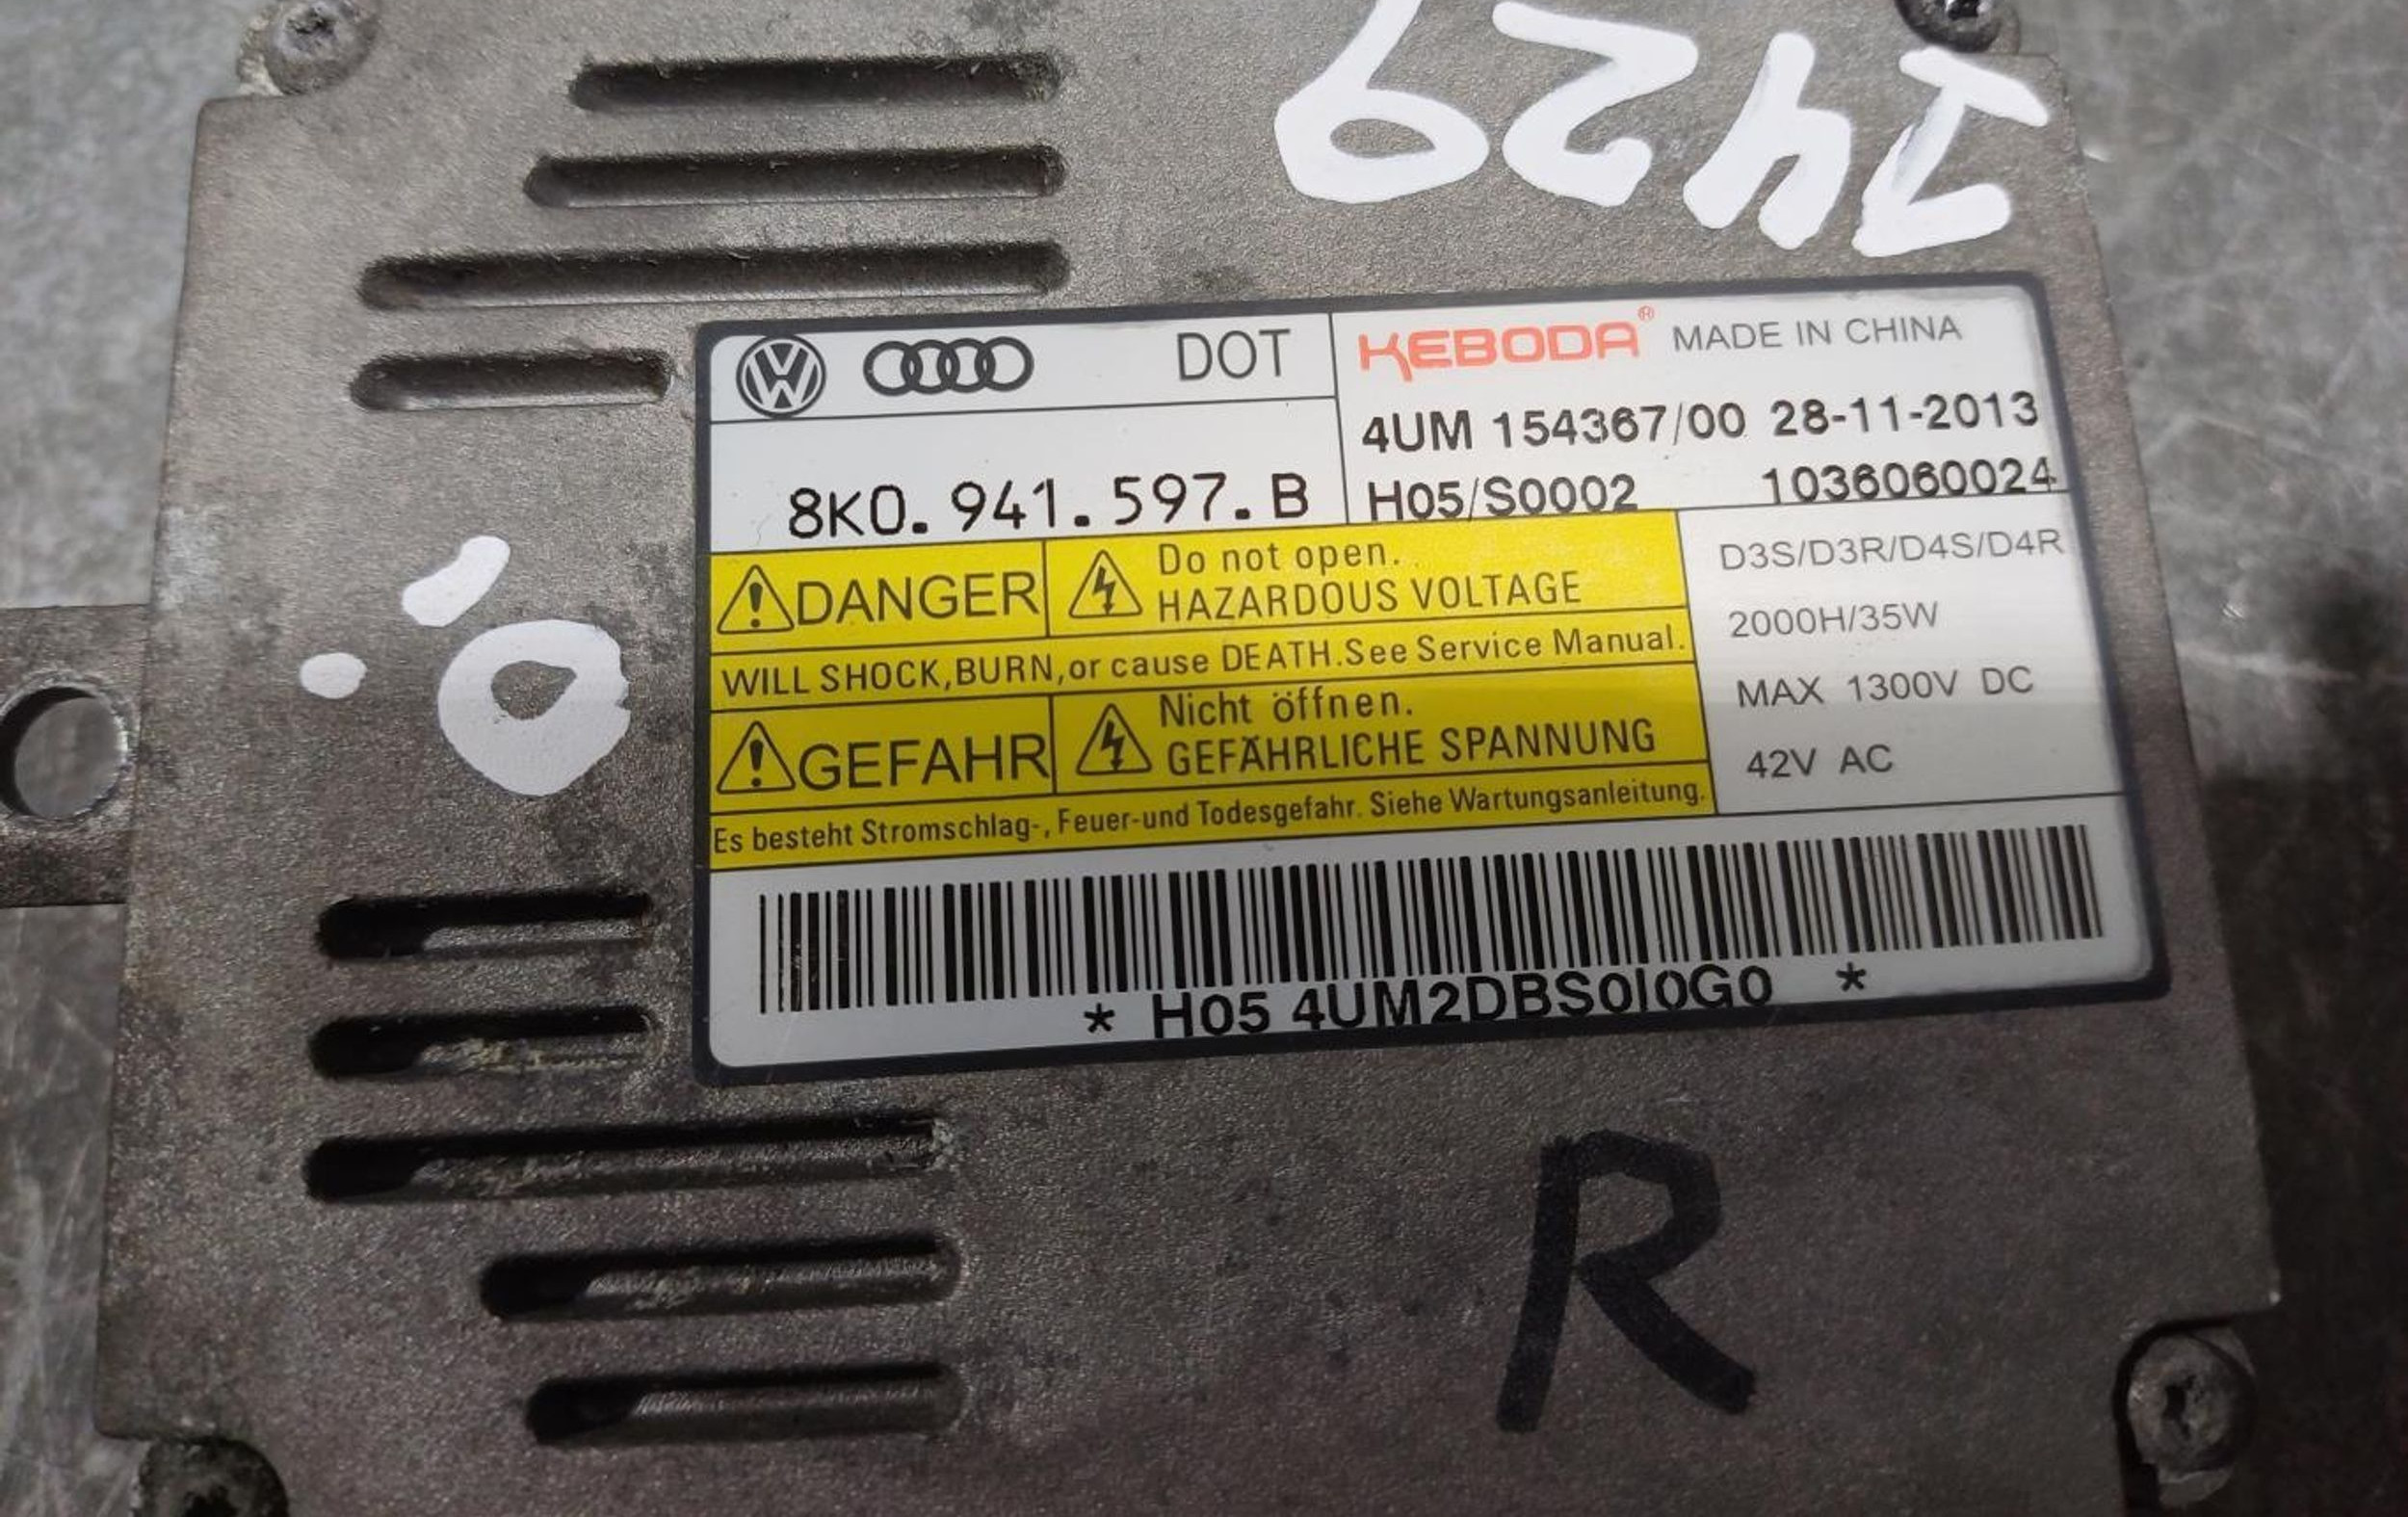 I429
DOT
KEBODA® MADE IN CHINA
4UM 154367/00 28-11-2013
8K0.941.597.B
H05/S0002 1036060024
DANGER
Do not open.
HAZARDOUS VOLTAGE
WILL SHOCK,BURN,or cause DEATH.See Service Manual.
GEFAHR
Nicht öffnen.
GEFÄHRLICHE SPANNUNG
Es besteht Stromschlag-, Feuer-und Todesgefahr. Siehe Wartungsanleitung.
D3S/D3R/D4S/D4R
2000H/35W
MAX 1300V DC
42V AC
* H05 4UM2DBS0I0G0 *
R